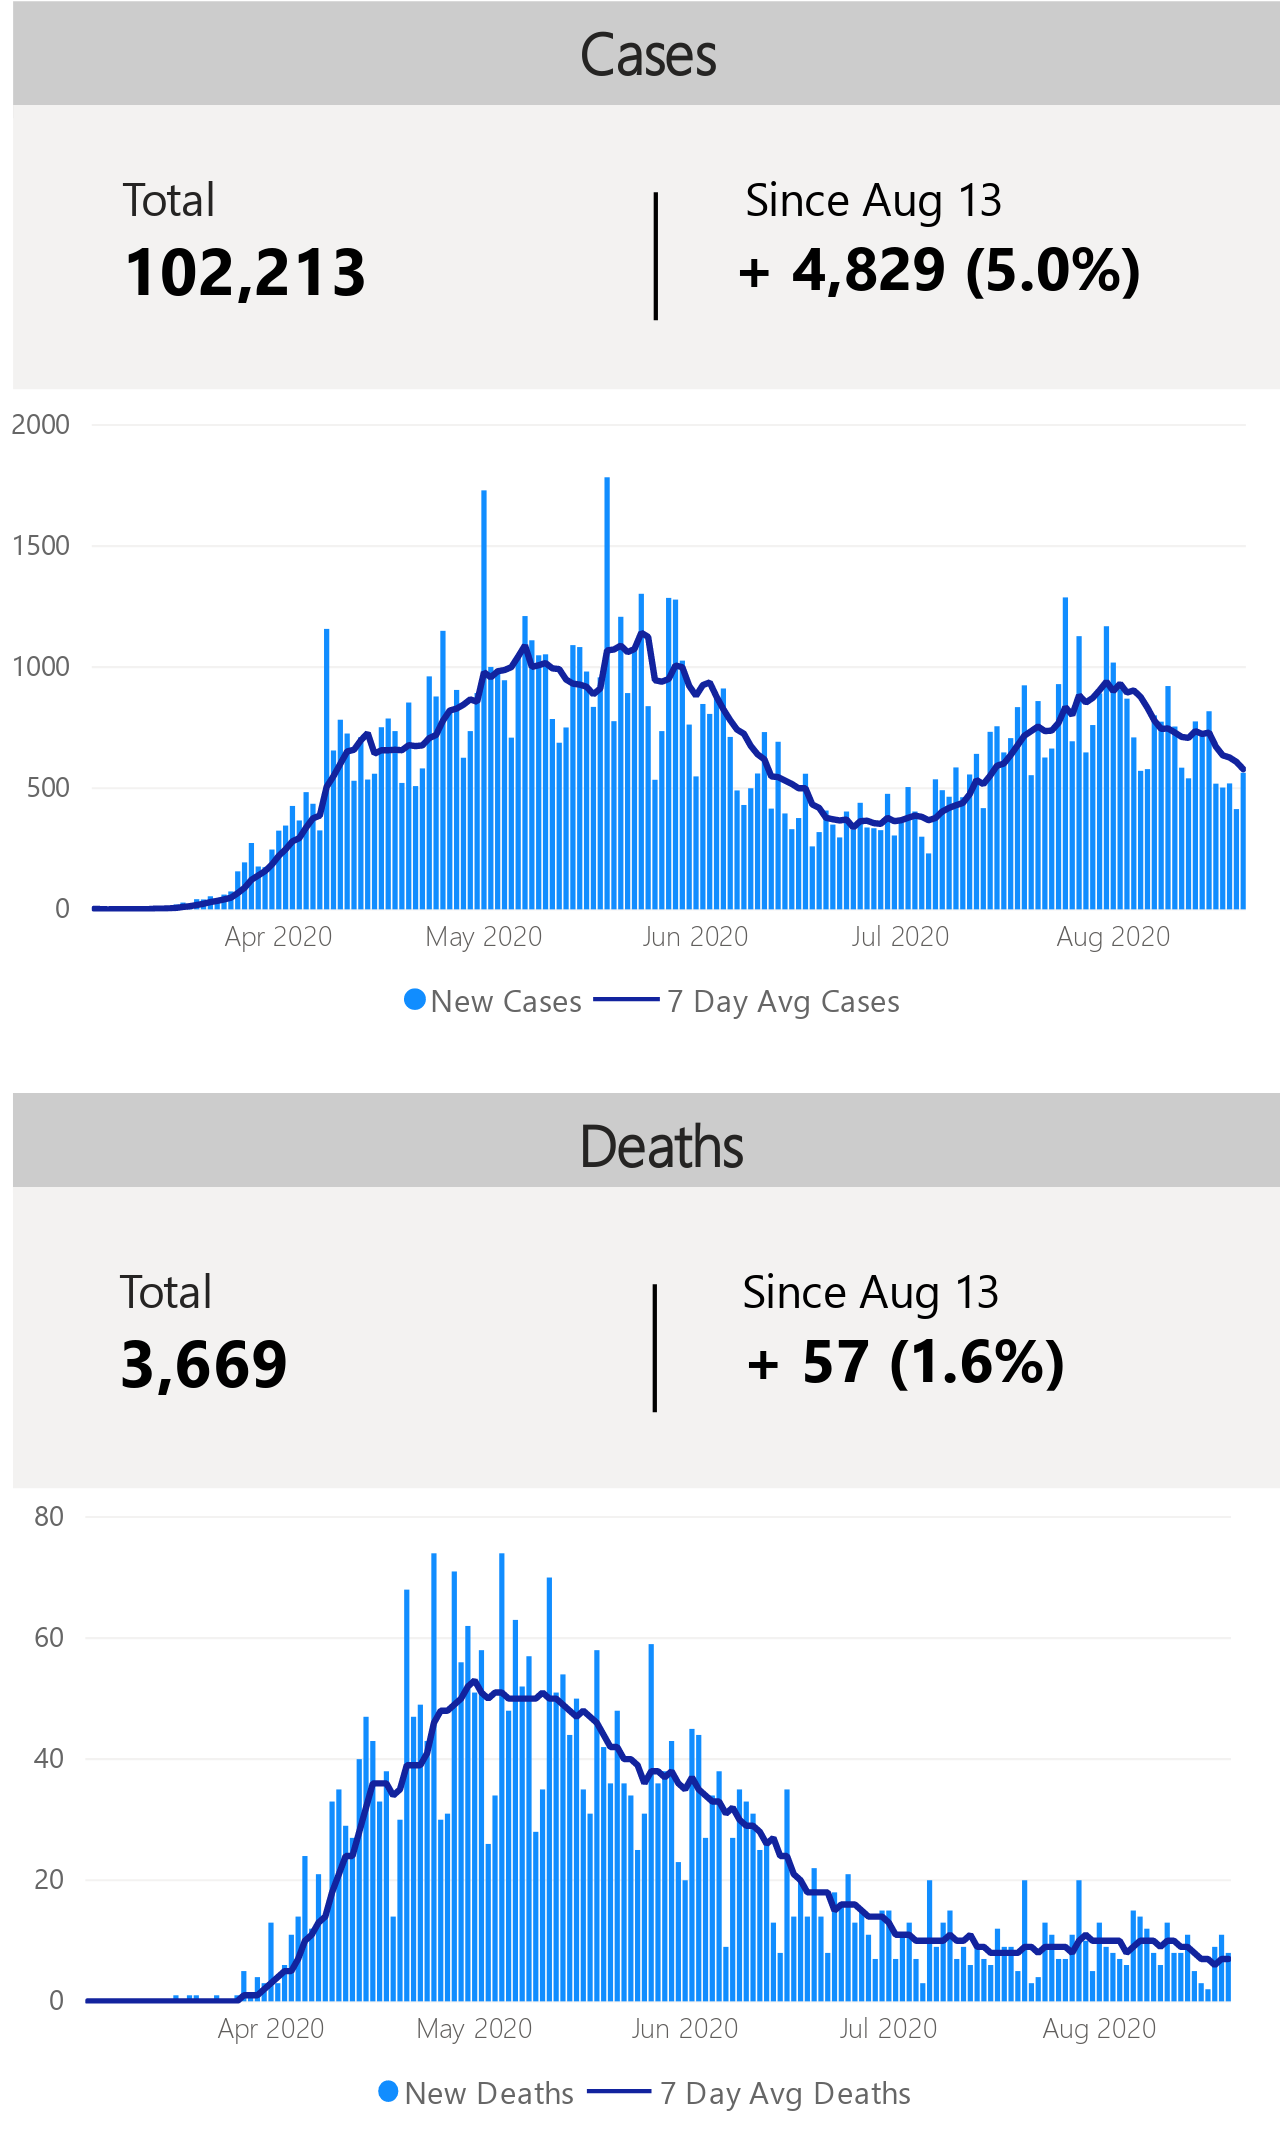 Cases
Total
Since Aug 13
102,213
+ 4,829 (5.0%)
2000
1500
1000
500
0
Apr 2020 May 2020 Jun 2020 Jul 2020 Aug 2020
New Cases 7 Day Avg Cases
Deaths
Total
Since Aug 13
3,669
+ 57 (1.6%)
80
60
40
20
0
Apr 2020 May 2020 Jun 2020 Jul 2020 Aug 2020
New Deaths 7 Day Avg Deaths